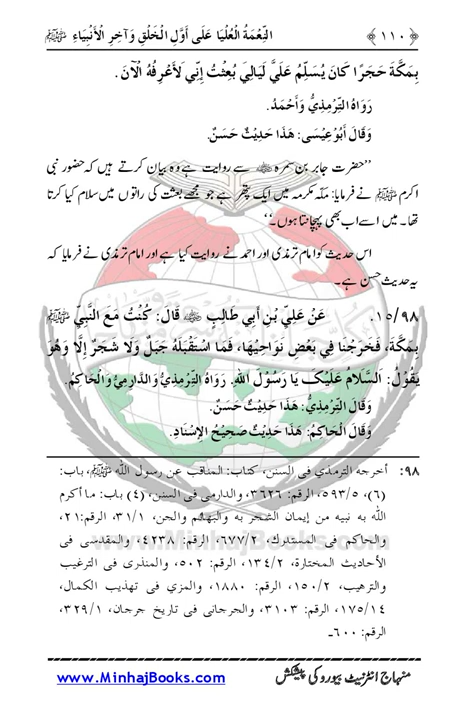 ﴿ ١١٠ ﴾ اَلنِّعْمَةُ الْعُلْيَا عَلَى أَوَّلِ الْخَلْقِ وَآخِرِ الْأَنْبِيَاءِ ﷺ
بِمَكَّةَ حَجَرًا كَانَ يُسَلِّمُ عَلَيَّ لَيَالِيَ بُعِثْتُ إِنِّي لَأَعْرِفُهُ الْآنَ.
رَوَاهُ التِّرْمِذِيُّ وَأَحْمَدُ.
وَقَالَ أَبُوْعِيْسَى: هَذَا حَدِيْثٌ حَسَنٌ.
’’حضرت جابر بن سمرہ ؓ سے روایت ہے وہ بیان کرتے ہیں کہ حضور نبی
اکرم ﷺ نے فرمایا: مکہ مکرمہ میں ایک پتھر ہے جو مجھے بعثت کی راتوں میں سلام کیا کرتا
تھا۔ میں اسے اب بھی پہچانتا ہوں۔‘‘
اس حدیث کو امام ترمذی اور احمد نے روایت کیا ہے اور امام ترمذی نے فرمایا کہ
یہ حدیث حسن ہے۔
٩٨/١٥. عَنْ عَلِيِّ بْنِ أَبِي طَالِبٍ ؓ قَالَ: كُنْتُ مَعَ النَّبِيِّ ﷺ
بِمَكَّةَ، فَخَرَجْنَا فِي بَعْضِ نَوَاحِيْهَا، فَمَا اسْتَقْبَلَهُ جَبَلٌ وَلَا شَجَرٌ إِلَّا وَهُوَ
يَقُوْلُ: اَلسَّلَامُ عَلَيْكَ يَا رَسُوْلَ اللهِ. رَوَاهُ التِّرْمِذِيُّ وَالدَّارِمِيُّ وَالْحَاكِمُ.
وَقَالَ التِّرْمِذِيُّ: هَذَا حَدِيْثٌ حَسَنٌ.
وَقَالَ الْحَاكِمُ: هَذَا حَدِيْثٌ صَحِيْحُ الإِسْنَادِ.
٩٨: أخرجه الترمذي في السنن، كتاب: المناقب عن رسول الله ﷺ، باب:
(٦)، ٥/٥٩٣، الرقم: ٣٦٢٦، والدارمي في السنن، (٤) باب: ما أكرم
الله به نبيه من إيمان الشجر به والبهائم والجن، ١/٣١، الرقم: ٢١،
والحاكم في المستدرك، ٢/٦٧٧، الرقم: ٤٢٣٨، والمقدسي في
الأحاديث المختارة، ٢/١٣٤، الرقم: ٥٠٢، والمنذري في الترغيب
والترهيب، ٢/١٥٠، الرقم: ١٨٨٠، والمزي في تهذيب الكمال،
١٤/١٧٥، الرقم: ٣١٠٣، والجرجاني في تاريخ جرجان، ١/٣٢٩،
الرقم: ٦٠٠۔
www.MinhajBooks.com
منہاج انٹرنیٹ بیورو کی پیشکش www.MinhajBooks.com